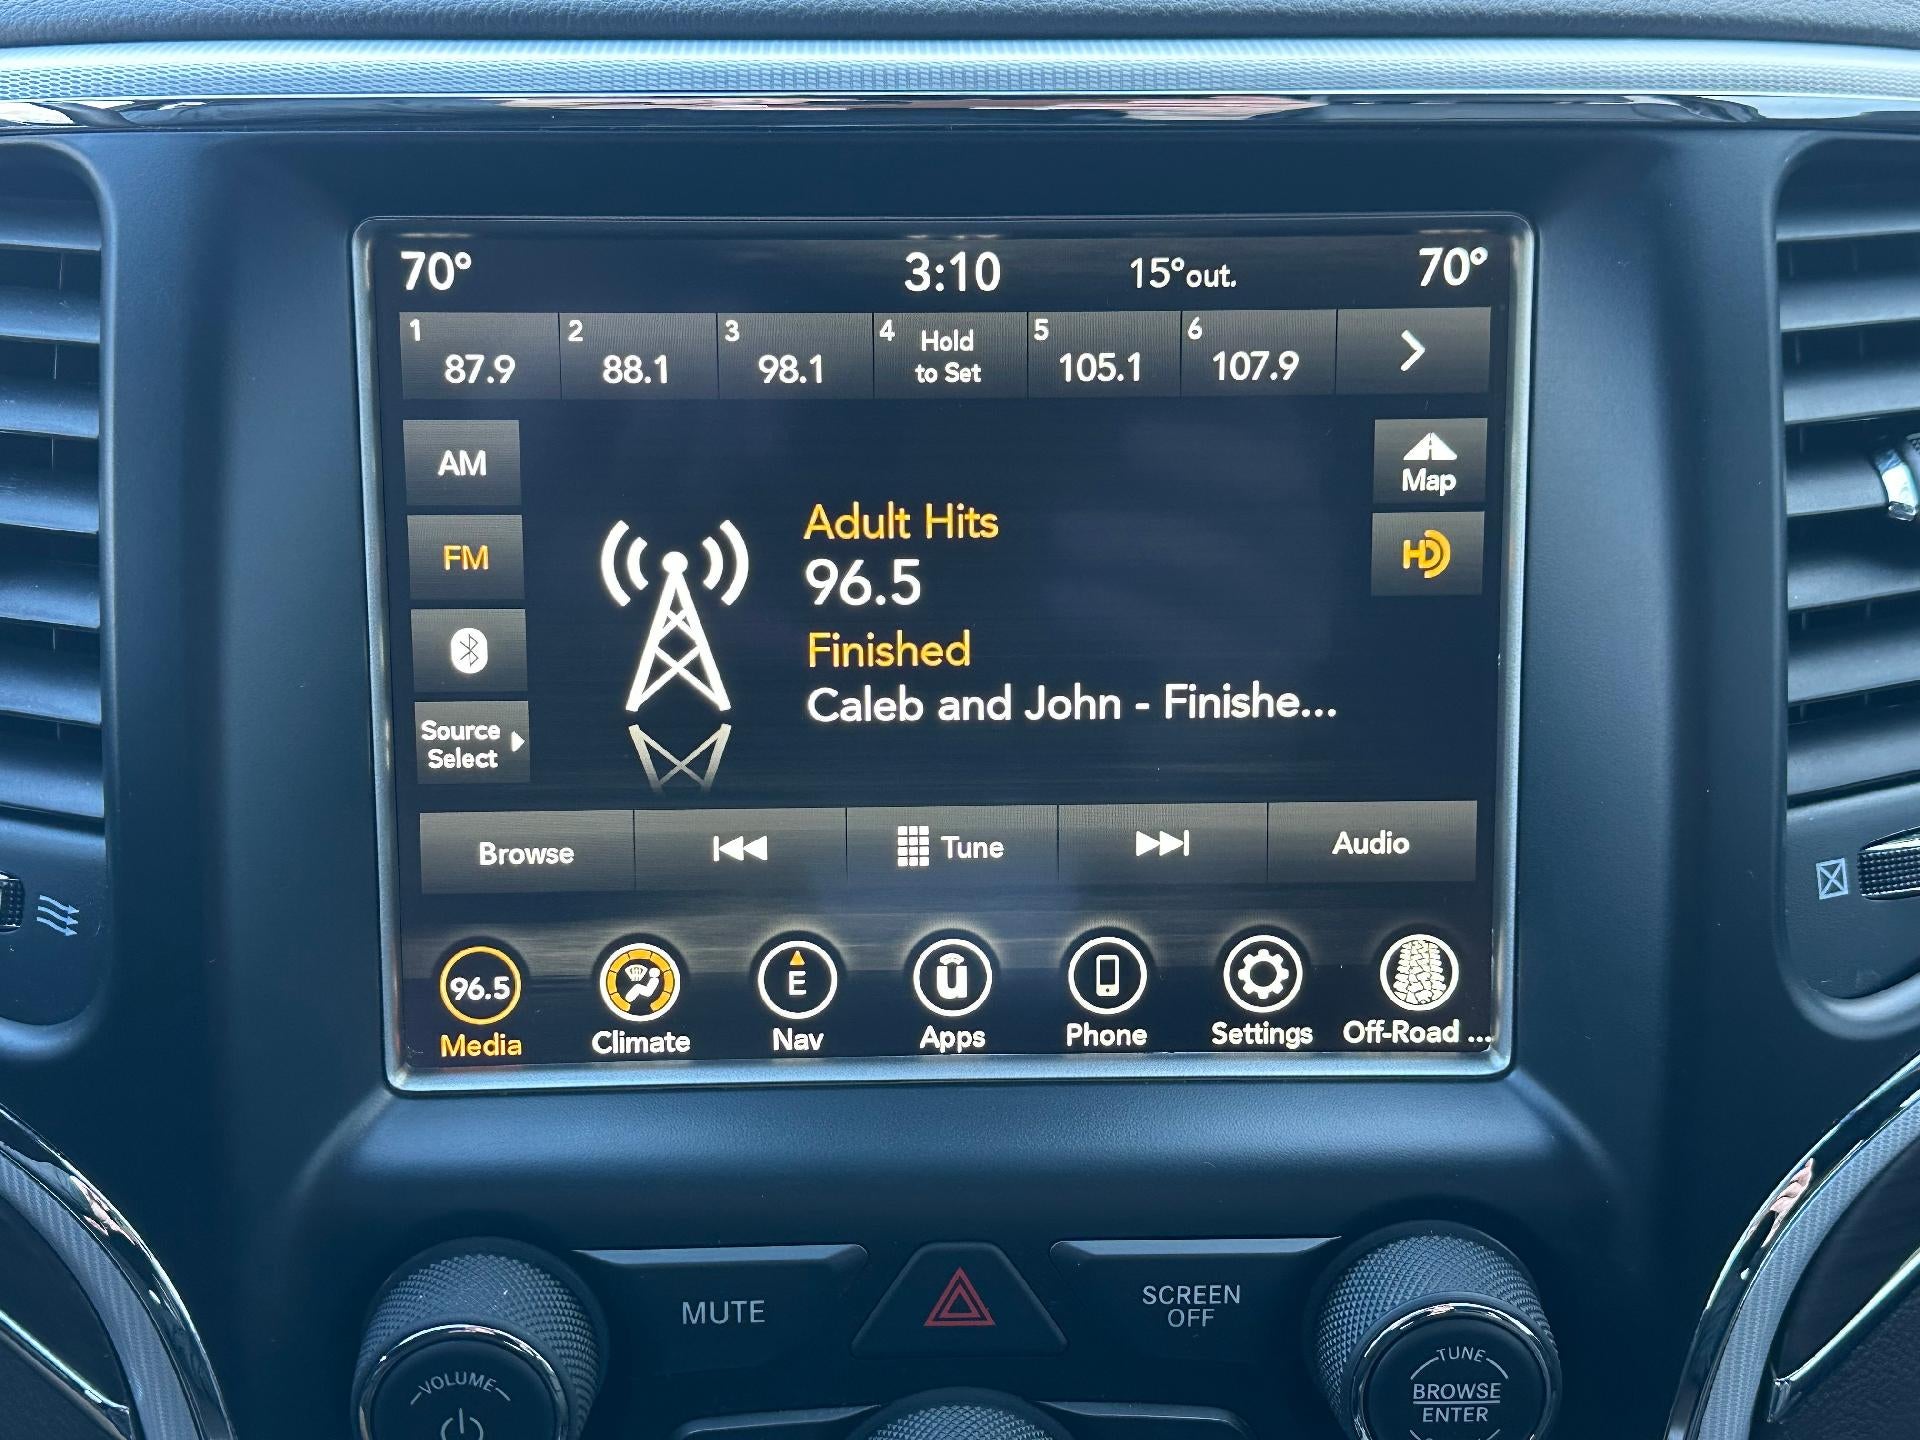 70° 3:10 15°out. 70°
1 2 3 4 Hold 5 6
87.9 88.1 98.1 to Set 105.1 107.9
AM
Map
Adult Hits
FM
HD
96.5
Finished
Caleb and John - Finishe...
Source
Select
Browse Tune Audio
96.5 E u
Media Climate Nav Apps Phone Settings Off-Road ...
MUTE
SCREEN
OFF
VOLUME
TUNE
BROWSE
ENTER